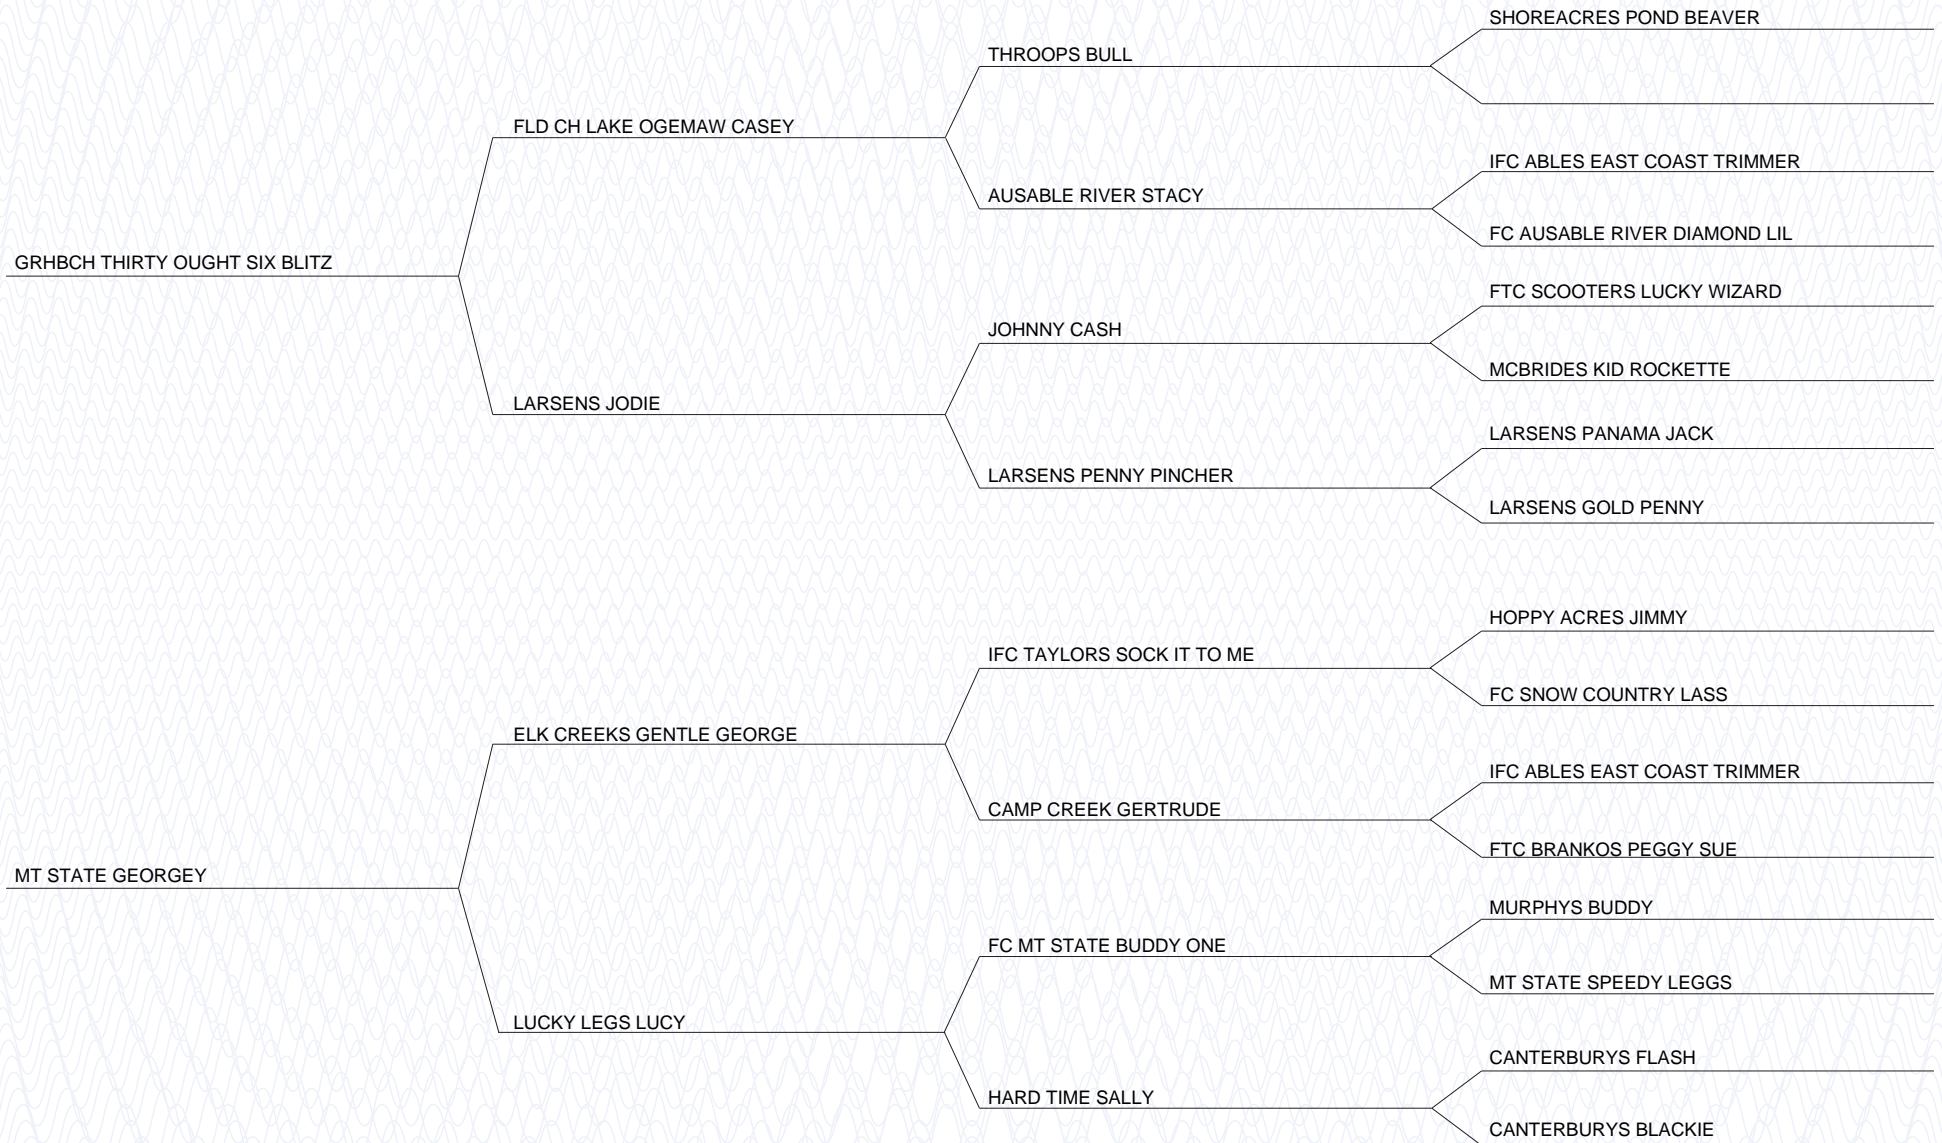 SHOREACRES POND BEAVER
THROOPS BULL
FLD CH LAKE OGEMAW CASEY
IFC ABLES EAST COAST TRIMMER
AUSABLE RIVER STACY
FC AUSABLE RIVER DIAMOND LIL
GRHBCH THIRTY OUGHT SIX BLITZ
FTC SCOOTERS LUCKY WIZARD
JOHNNY CASH
MCBRIDES KID ROCKETTE
LARSENS JODIE
LARSENS PANAMA JACK
LARSENS PENNY PINCHER
LARSENS GOLD PENNY
HOPPY ACRES JIMMY
IFC TAYLORS SOCK IT TO ME
FC SNOW COUNTRY LASS
ELK CREEKS GENTLE GEORGE
IFC ABLES EAST COAST TRIMMER
CAMP CREEK GERTRUDE
FTC BRANKOS PEGGY SUE
MT STATE GEORGEY
MURPHYS BUDDY
FC MT STATE BUDDY ONE
MT STATE SPEEDY LEGGS
LUCKY LEGS LUCY
CANTERBURYS FLASH
HARD TIME SALLY
CANTERBURYS BLACKIE